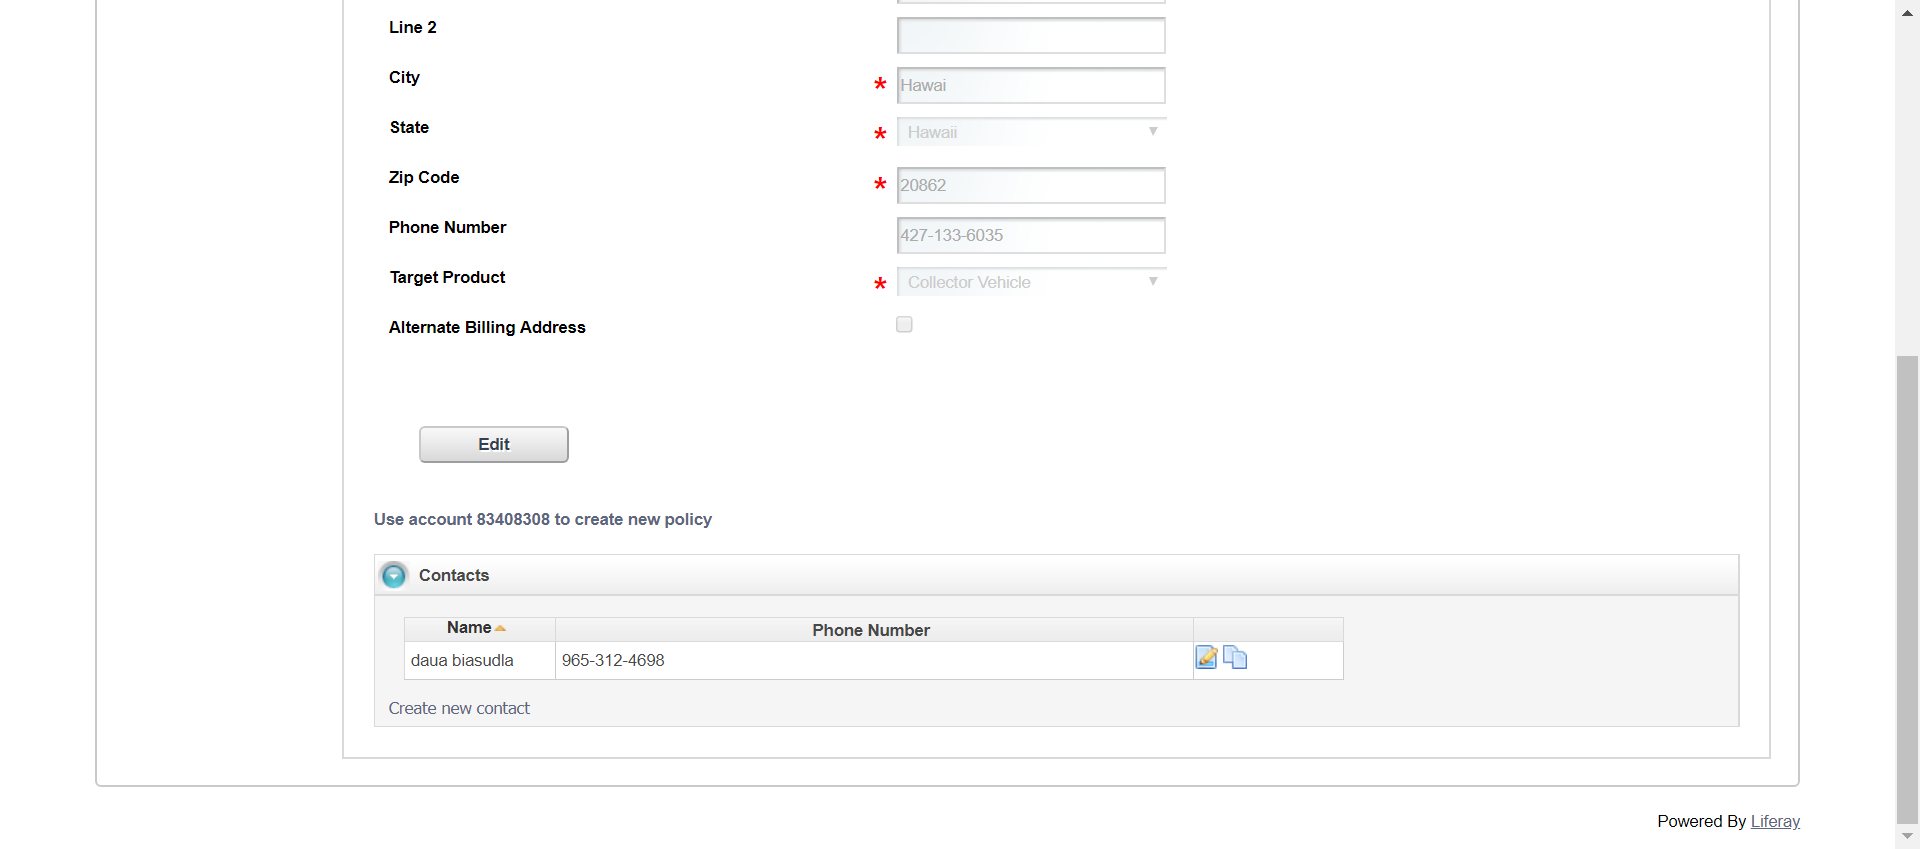 Line 2
City * Hawai
State * Hawaii
Zip Code * 20862
Phone Number 427-133-6035
Target Product * Collector Vehicle
Alternate Billing Address
Edit
Use account 83408308 to create new policy
Contacts
Name Phone Number
daua biasudla 965-312-4698
Create new contact
Powered By Liferay